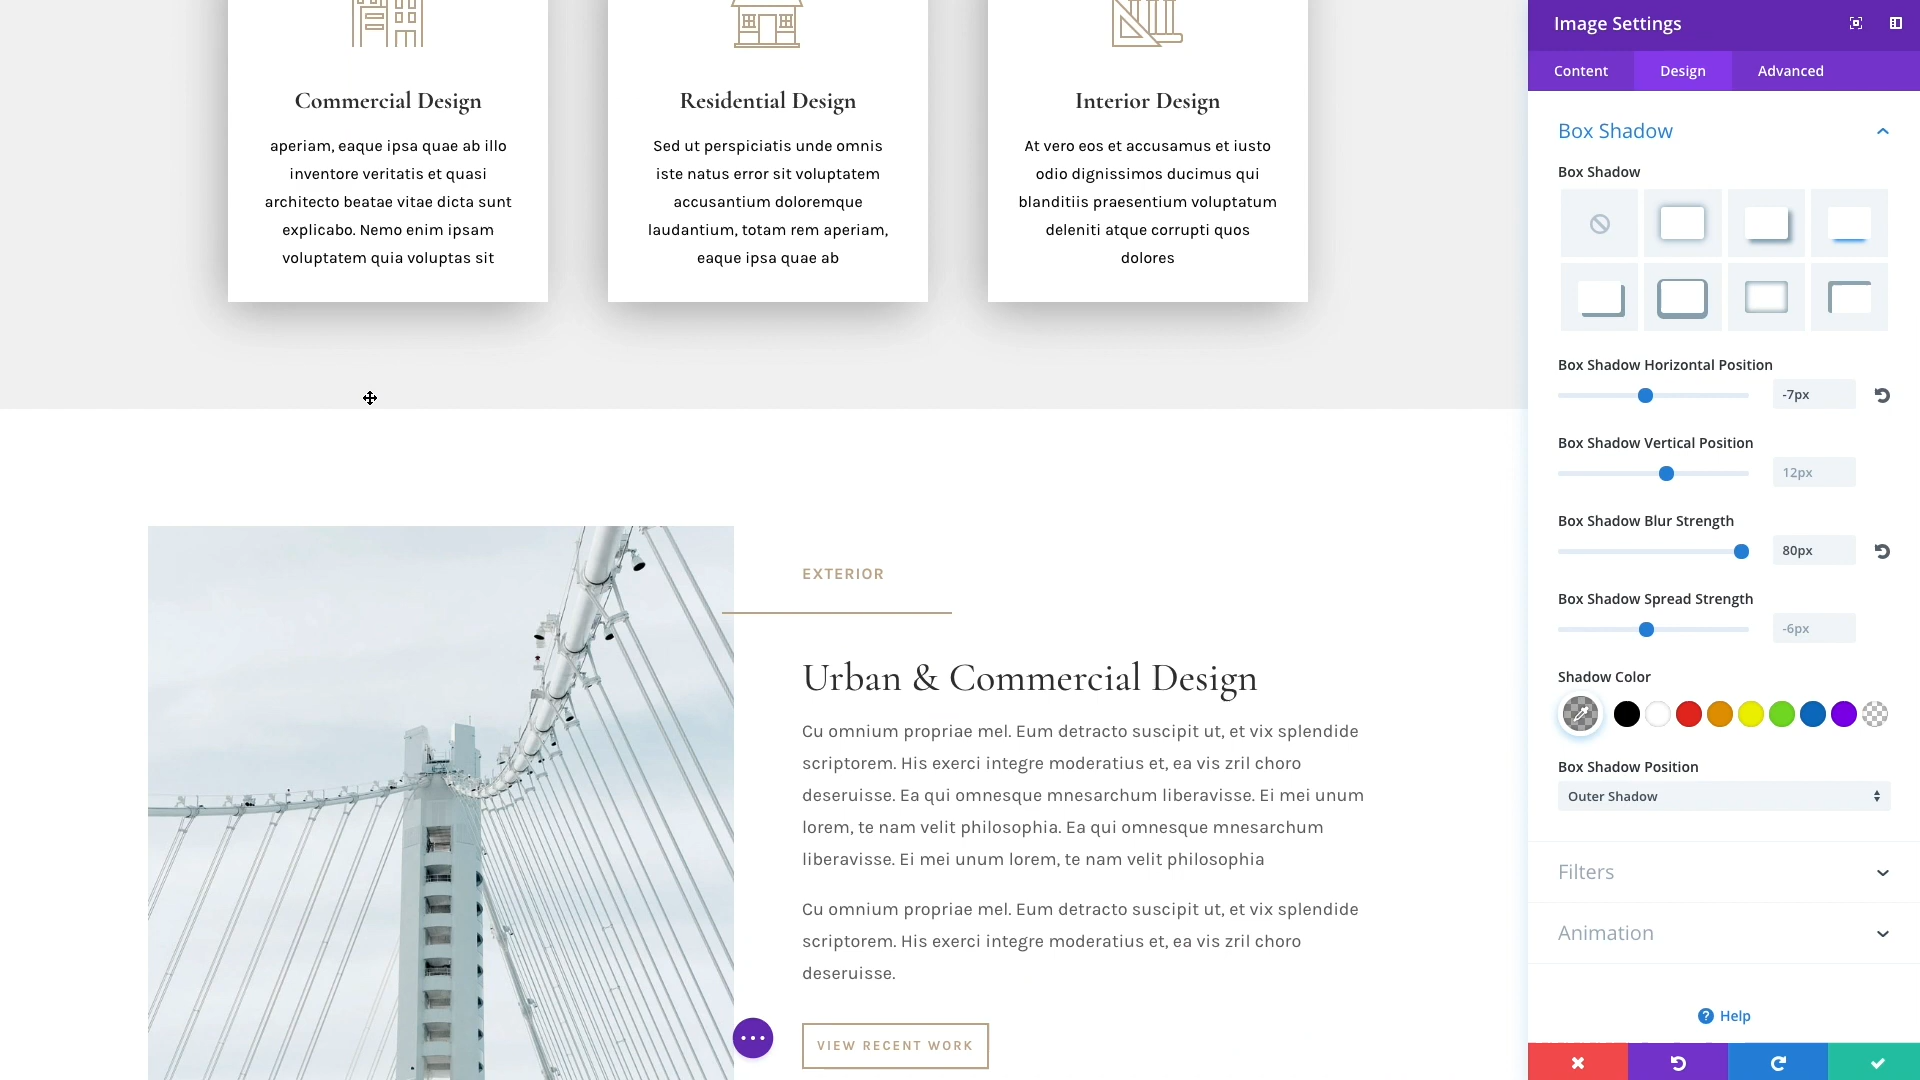 Commercial Design
aperiam, eaque ipsa quae ab illo
inventore veritatis et quasi
architecto beatae vitae dicta sunt
explicabo. Nemo enim ipsam
voluptatem quia voluptas sit
Residential Design
Sed ut perspiciatis unde omnis
iste natus error sit voluptatem
accusantium doloremque
laudantium, totam rem aperiam,
eaque ipsa quae ab
Interior Design
At vero eos et accusamus et iusto
odio dignissimos ducimus qui
blanditiis praesentium voluptatum
deleniti atque corrupti quos
dolores
EXTERIOR
Urban & Commercial Design
Cu omnium propriae mel. Eum detracto suscipit ut, et vix splendide
scriptorem. His exerci integre moderatius et, ea vis zril choro
deseruisse. Ea qui omnesque mnesarchum liberavisse. Ei mei unum
lorem, te nam velit philosophia. Ea qui omnesque mnesarchum
liberavisse. Ei mei unum lorem, te nam velit philosophia
Cu omnium propriae mel. Eum detracto suscipit ut, et vix splendide
scriptorem. His exerci integre moderatius et, ea vis zril choro
deseruisse.
VIEW RECENT WORK
Image Settings
Content Design Advanced
Box Shadow
Box Shadow
Box Shadow Horizontal Position
-7px
Box Shadow Vertical Position
12px
Box Shadow Blur Strength
80px
Box Shadow Spread Strength
-6px
Shadow Color
Box Shadow Position
Outer Shadow
Filters
Animation
Help